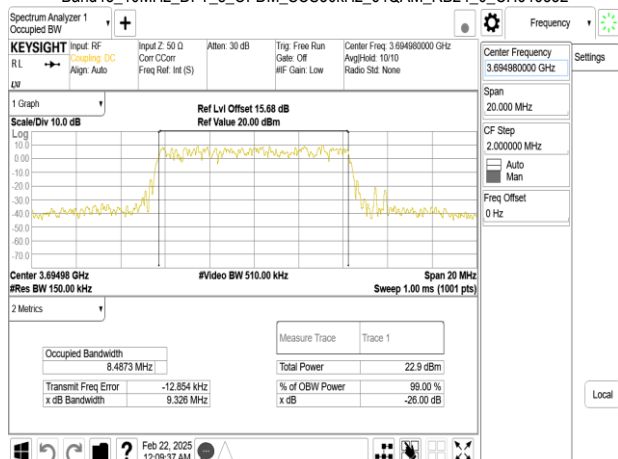 Spectrum Analyzer 1
Occupied BW
Frequency
KEYSIGHT
R L
Input: RF
Coupling: DC
Align: Auto
Input Z: 50 Ω
Corr CCorr
Freq Ref: Int (S)
Atten: 30 dB
Trig: Free Run
Gate: Off
#IF Gain: Low
Center Freq: 3.694980000 GHz
Avg|Hold: 10/10
Radio Std: None
Center Frequency
3.694980000 GHz
Settings
Span
20.000 MHz
CF Step
2.000000 MHz
Auto
Man
Freq Offset
0 Hz
Local
1 Graph
Scale/Div 10.0 dB
Ref Lvl Offset 15.68 dB
Ref Value 20.00 dBm
Log
10.0
0.00
-10.0
-20.0
-30.0
-40.0
-50.0
-60.0
-70.0
Center 3.69498 GHz
#Video BW 510.00 kHz
Span 20 MHz
#Res BW 150.00 kHz
Sweep 1.00 ms (1001 pts)
2 Metrics
Measure Trace
Trace 1
Occupied Bandwidth
8.4873 MHz
Total Power
22.9 dBm
Transmit Freq Error
-12.854 kHz
% of OBW Power
99.00 %
x dB Bandwidth
9.326 MHz
x dB
-26.00 dB
Feb 22, 2025
12:09:37 AM